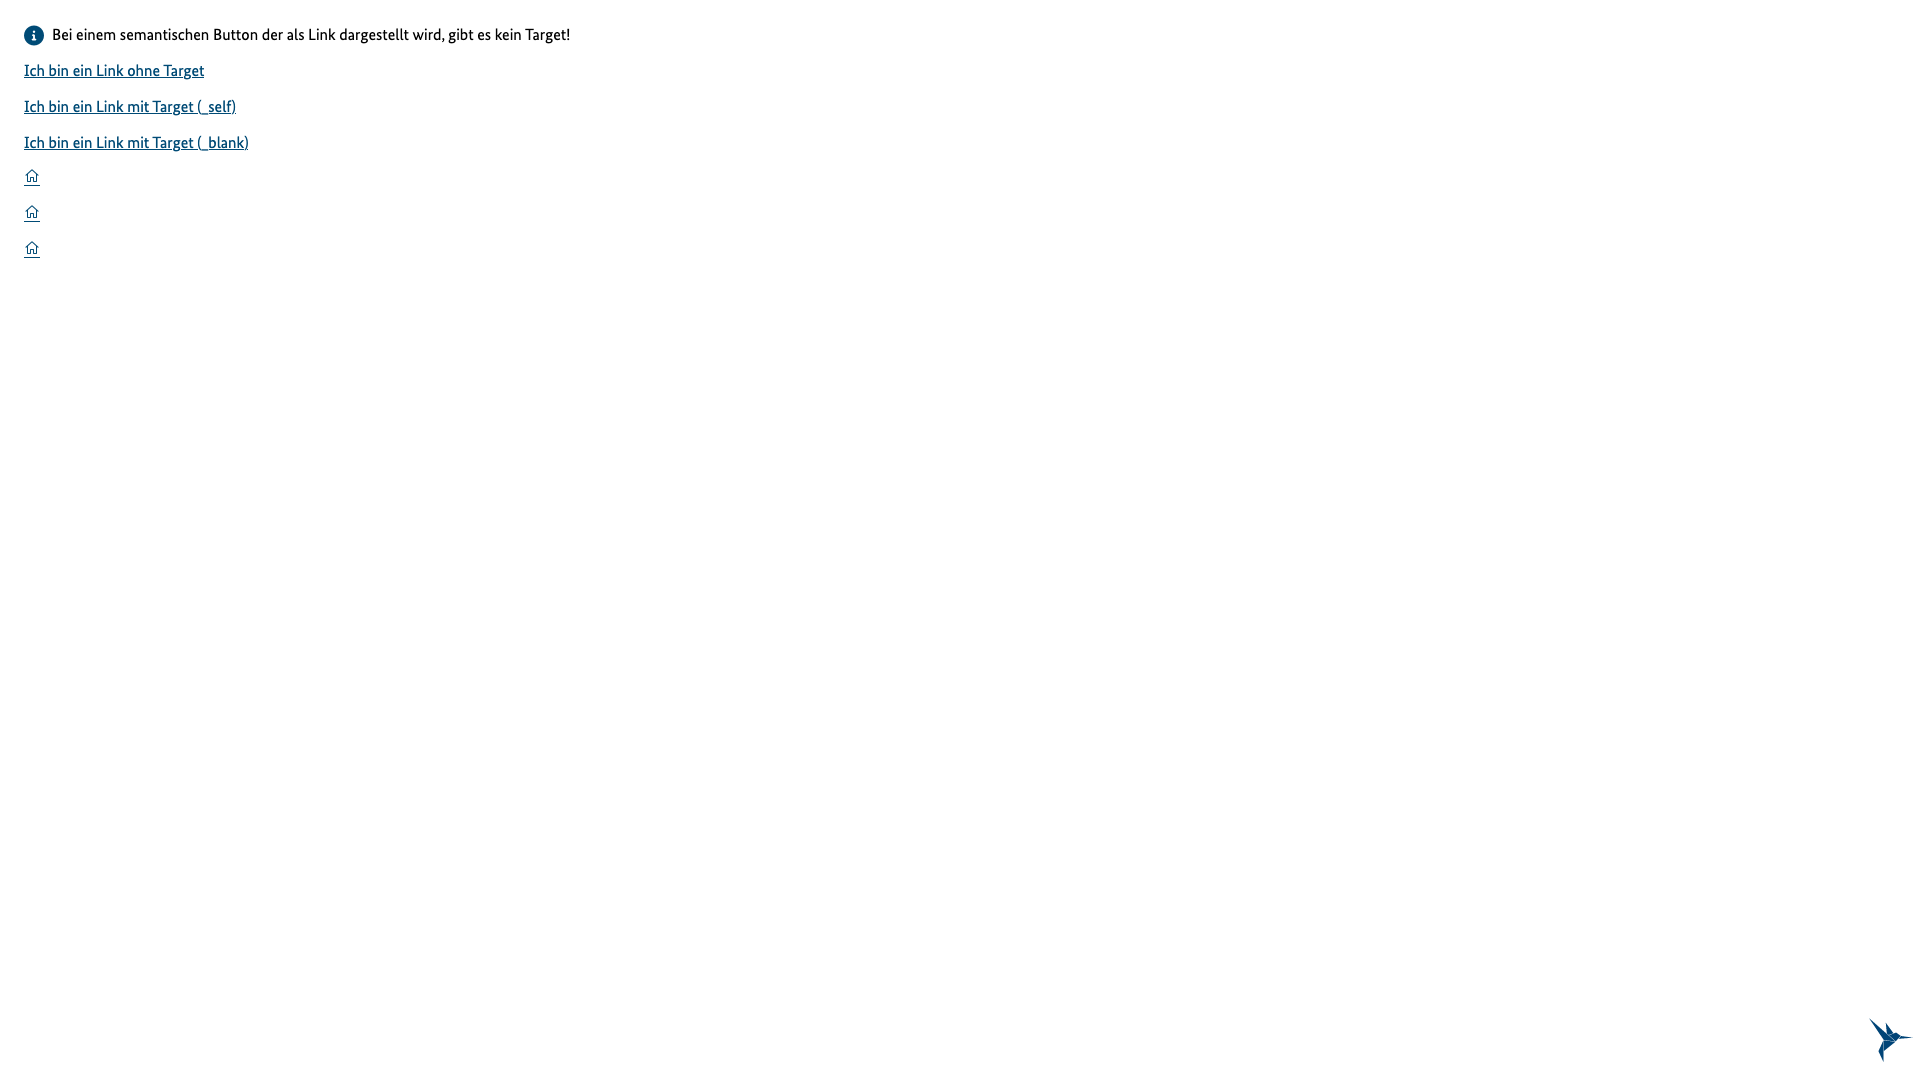 Bei einem semantischen Button der als Link dargestellt wird, gibt es kein Target!
Ich bin ein Link ohne Target
Ich bin ein Link mit Target (_self)
Ich bin ein Link mit Target (_blank)